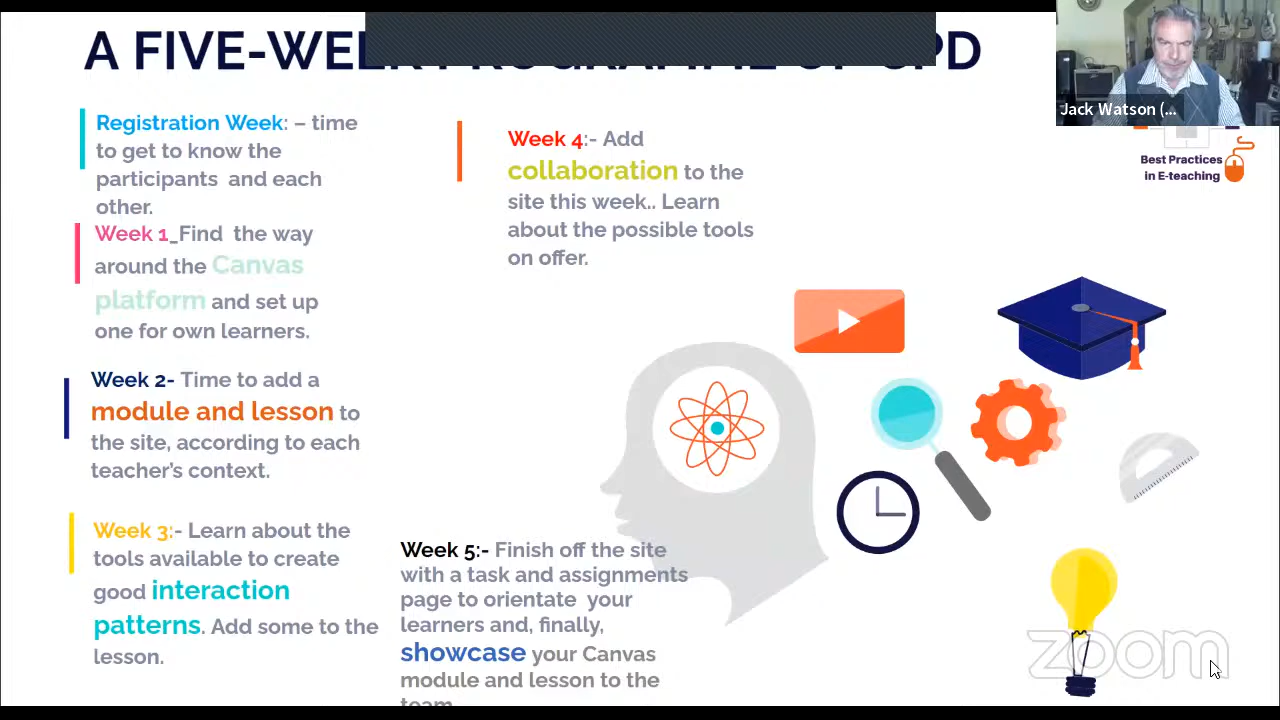 A FIVE-WEEK PROGRAMME OF CPD
Registration Week: – time
to get to know the
participants and each
other.
Week 1_Find the way
around the Canvas
platform and set up
one for own learners.
Week 2- Time to add a
module and lesson to
the site, according to each
teacher's context.
Week 3:- Learn about the
tools available to create
good interaction
patterns. Add some to the
lesson.
Week 4:- Add
collaboration to the
site this week.. Learn
about the possible tools
on offer.
Week 5:- Finish off the site
with a task and assignments
page to orientate your
learners and, finally,
showcase your Canvas
module and lesson to the
team
Jack Watson (...
Best Practices
in E-teaching
zoom